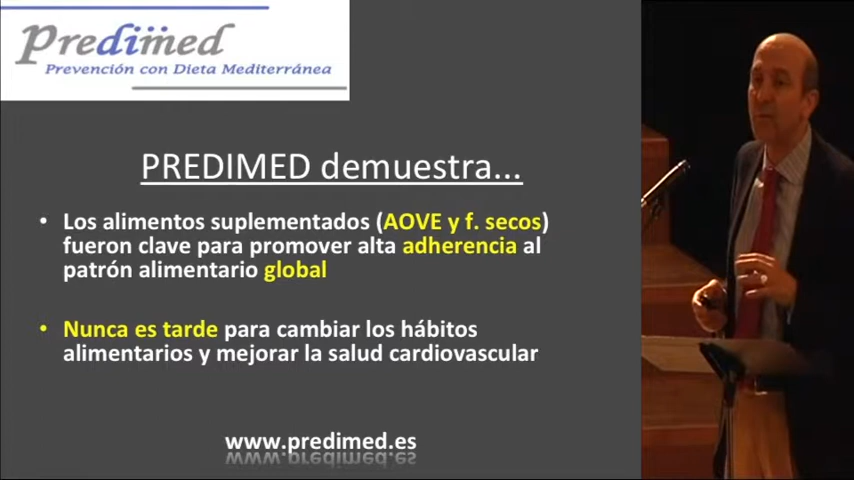 Predimed
Prevención con Dieta Mediterránea
PREDIMED demuestra...
• Los alimentos suplementados (AOVE y f. secos)
fueron clave para promover alta adherencia al
patrón alimentario global
• Nunca es tarde para cambiar los hábitos
alimentarios y mejorar la salud cardiovascular
www.predimed.es